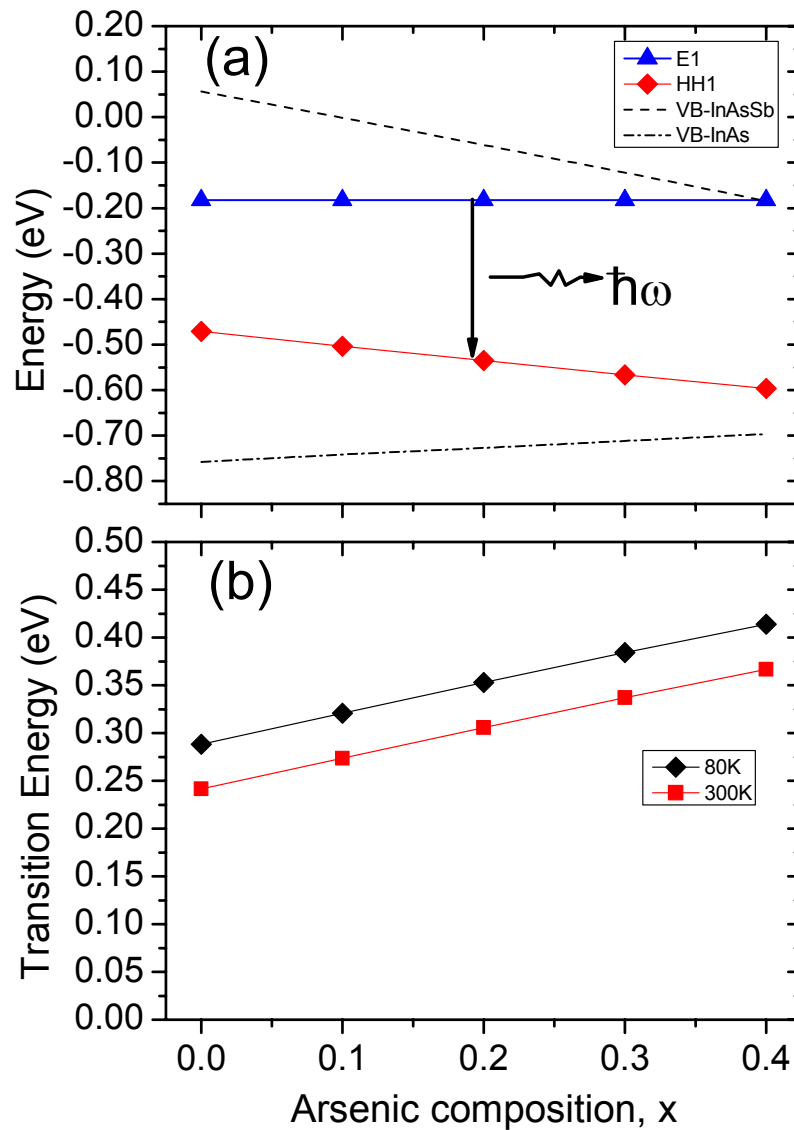 (a)
E1
HH1
VB-InAsSb
VB-InAs
0.20
0.10
0.00
-0.10
-0.20
-0.30
-0.40
-0.50
-0.60
-0.70
-0.80
Energy (eV)
ħω
(b)
0.50
0.45
0.40
0.35
0.30
0.25
0.20
0.15
0.10
0.05
0.00
Transition Energy (eV)
80K
300K
0.0 0.1 0.2 0.3 0.4
Arsenic composition, x